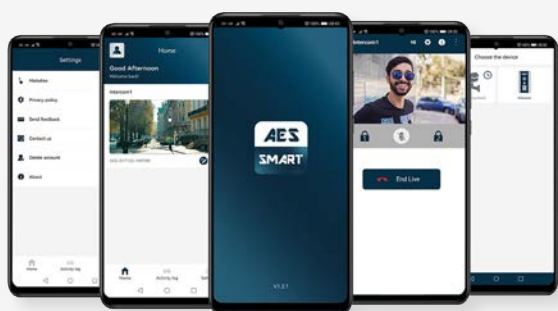 Settings
Melodies
Privacy policy
Send feedback
Contact us
Delete account
About
Home
Activity log
Home
Good Afternoon
Welcome back!
Intercom1
Home
Activity log
AES
SMART
V1.2.1
Intercom1
End Live
Choose the device